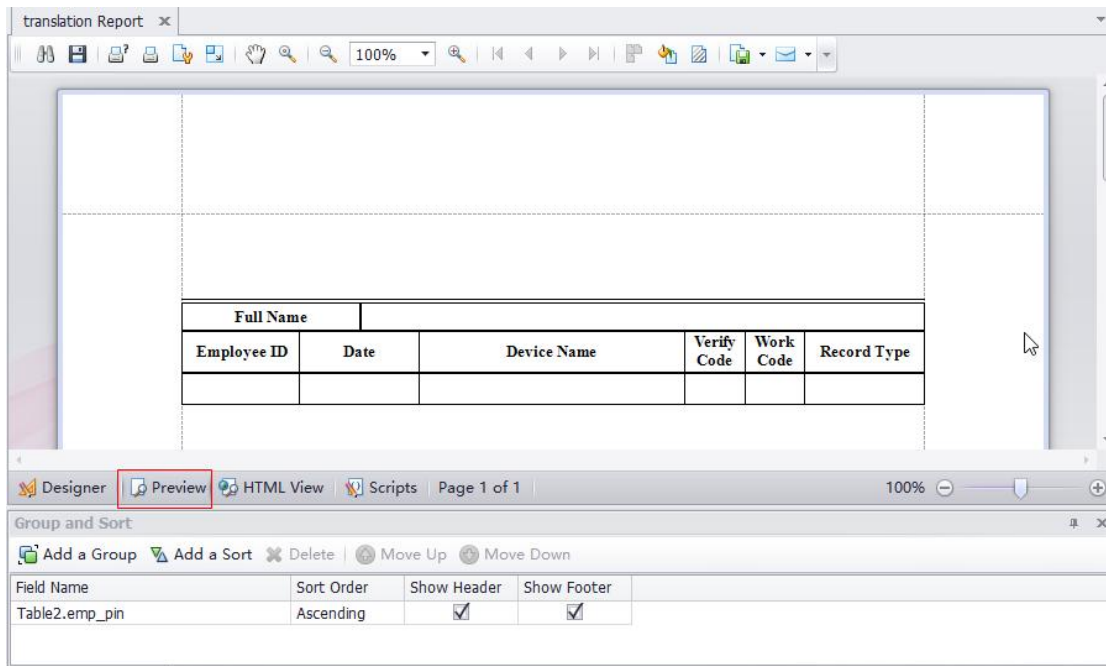 translation Report
100%
Full Name
Employee ID Date Device Name Verify Code Work Code Record Type
Designer Preview HTML View Scripts Page 1 of 1 100%
Group and Sort
Add a Group Add a Sort Delete Move Up Move Down
Field Name Sort Order Show Header Show Footer
Table2.emp_pin Ascending